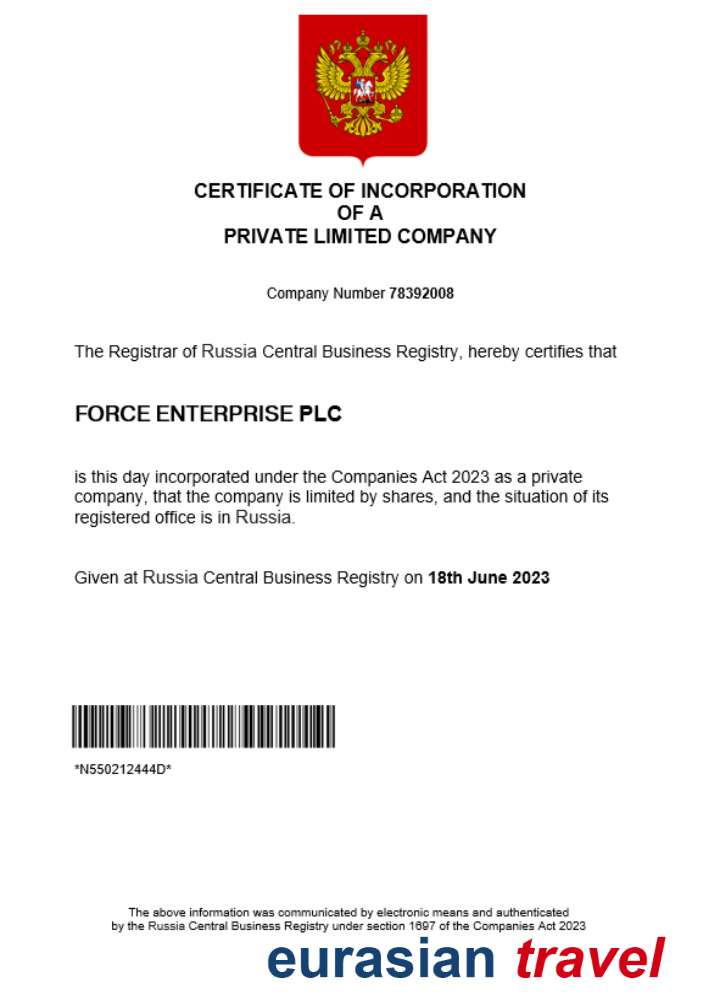 CERTIFICATE OF INCORPORATION
OF A
PRIVATE LIMITED COMPANY
Company Number 78392008
The Registrar of Russia Central Business Registry, hereby certifies that
FORCE ENTERPRISE PLC
is this day incorporated under the Companies Act 2023 as a private
company, that the company is limited by shares, and the situation of its
registered office is in Russia.
Given at Russia Central Business Registry on 18th June 2023
*N550212444D*
The above information was communicated by electronic means and authenticated
by the Russia Central Business Registry under section 1697 of the Companies Act 2023
eurasian travel